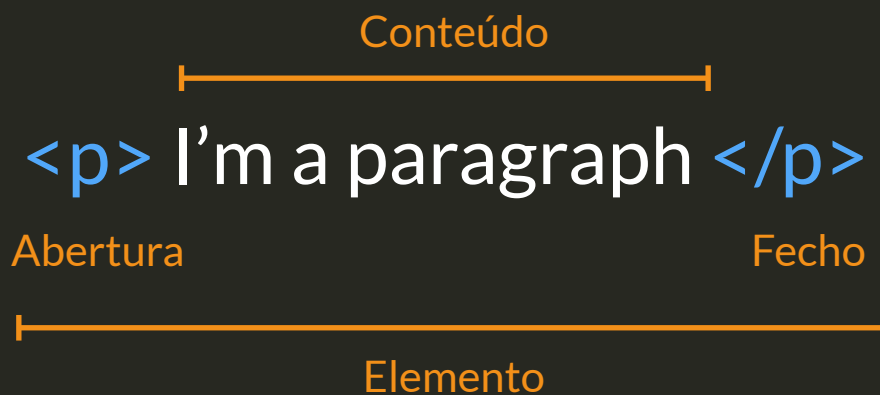 Conteúdo
<p> I’m a paragraph </p>
Abertura Fecho
Elemento